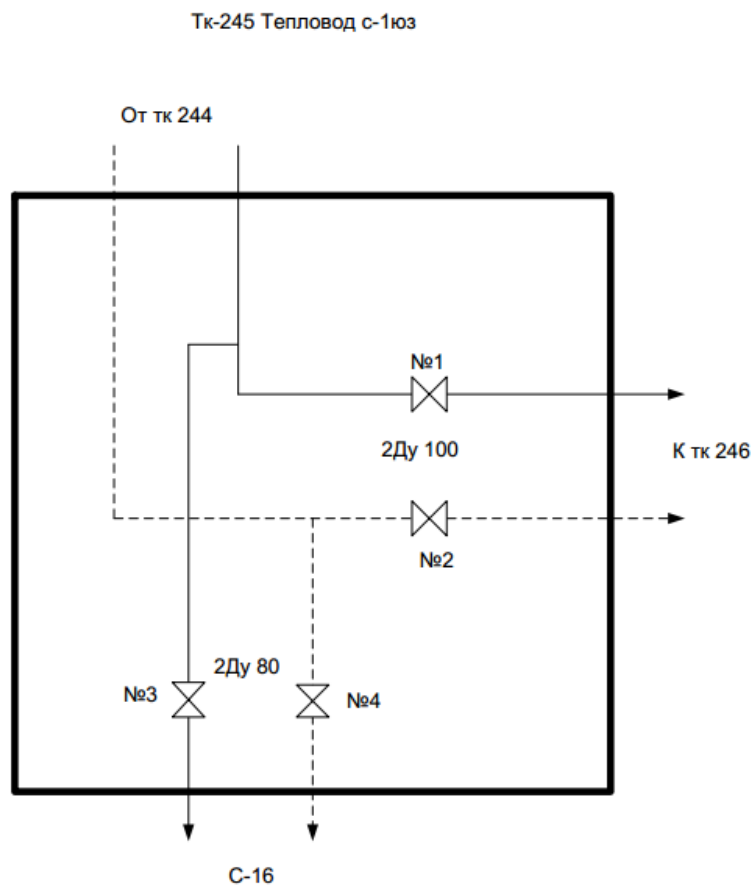 Тк-245 Тепловод с-1юз
От тк 244
№1
2Ду 100
К тк 246
№2
2Ду 80
№3
№4
С-16